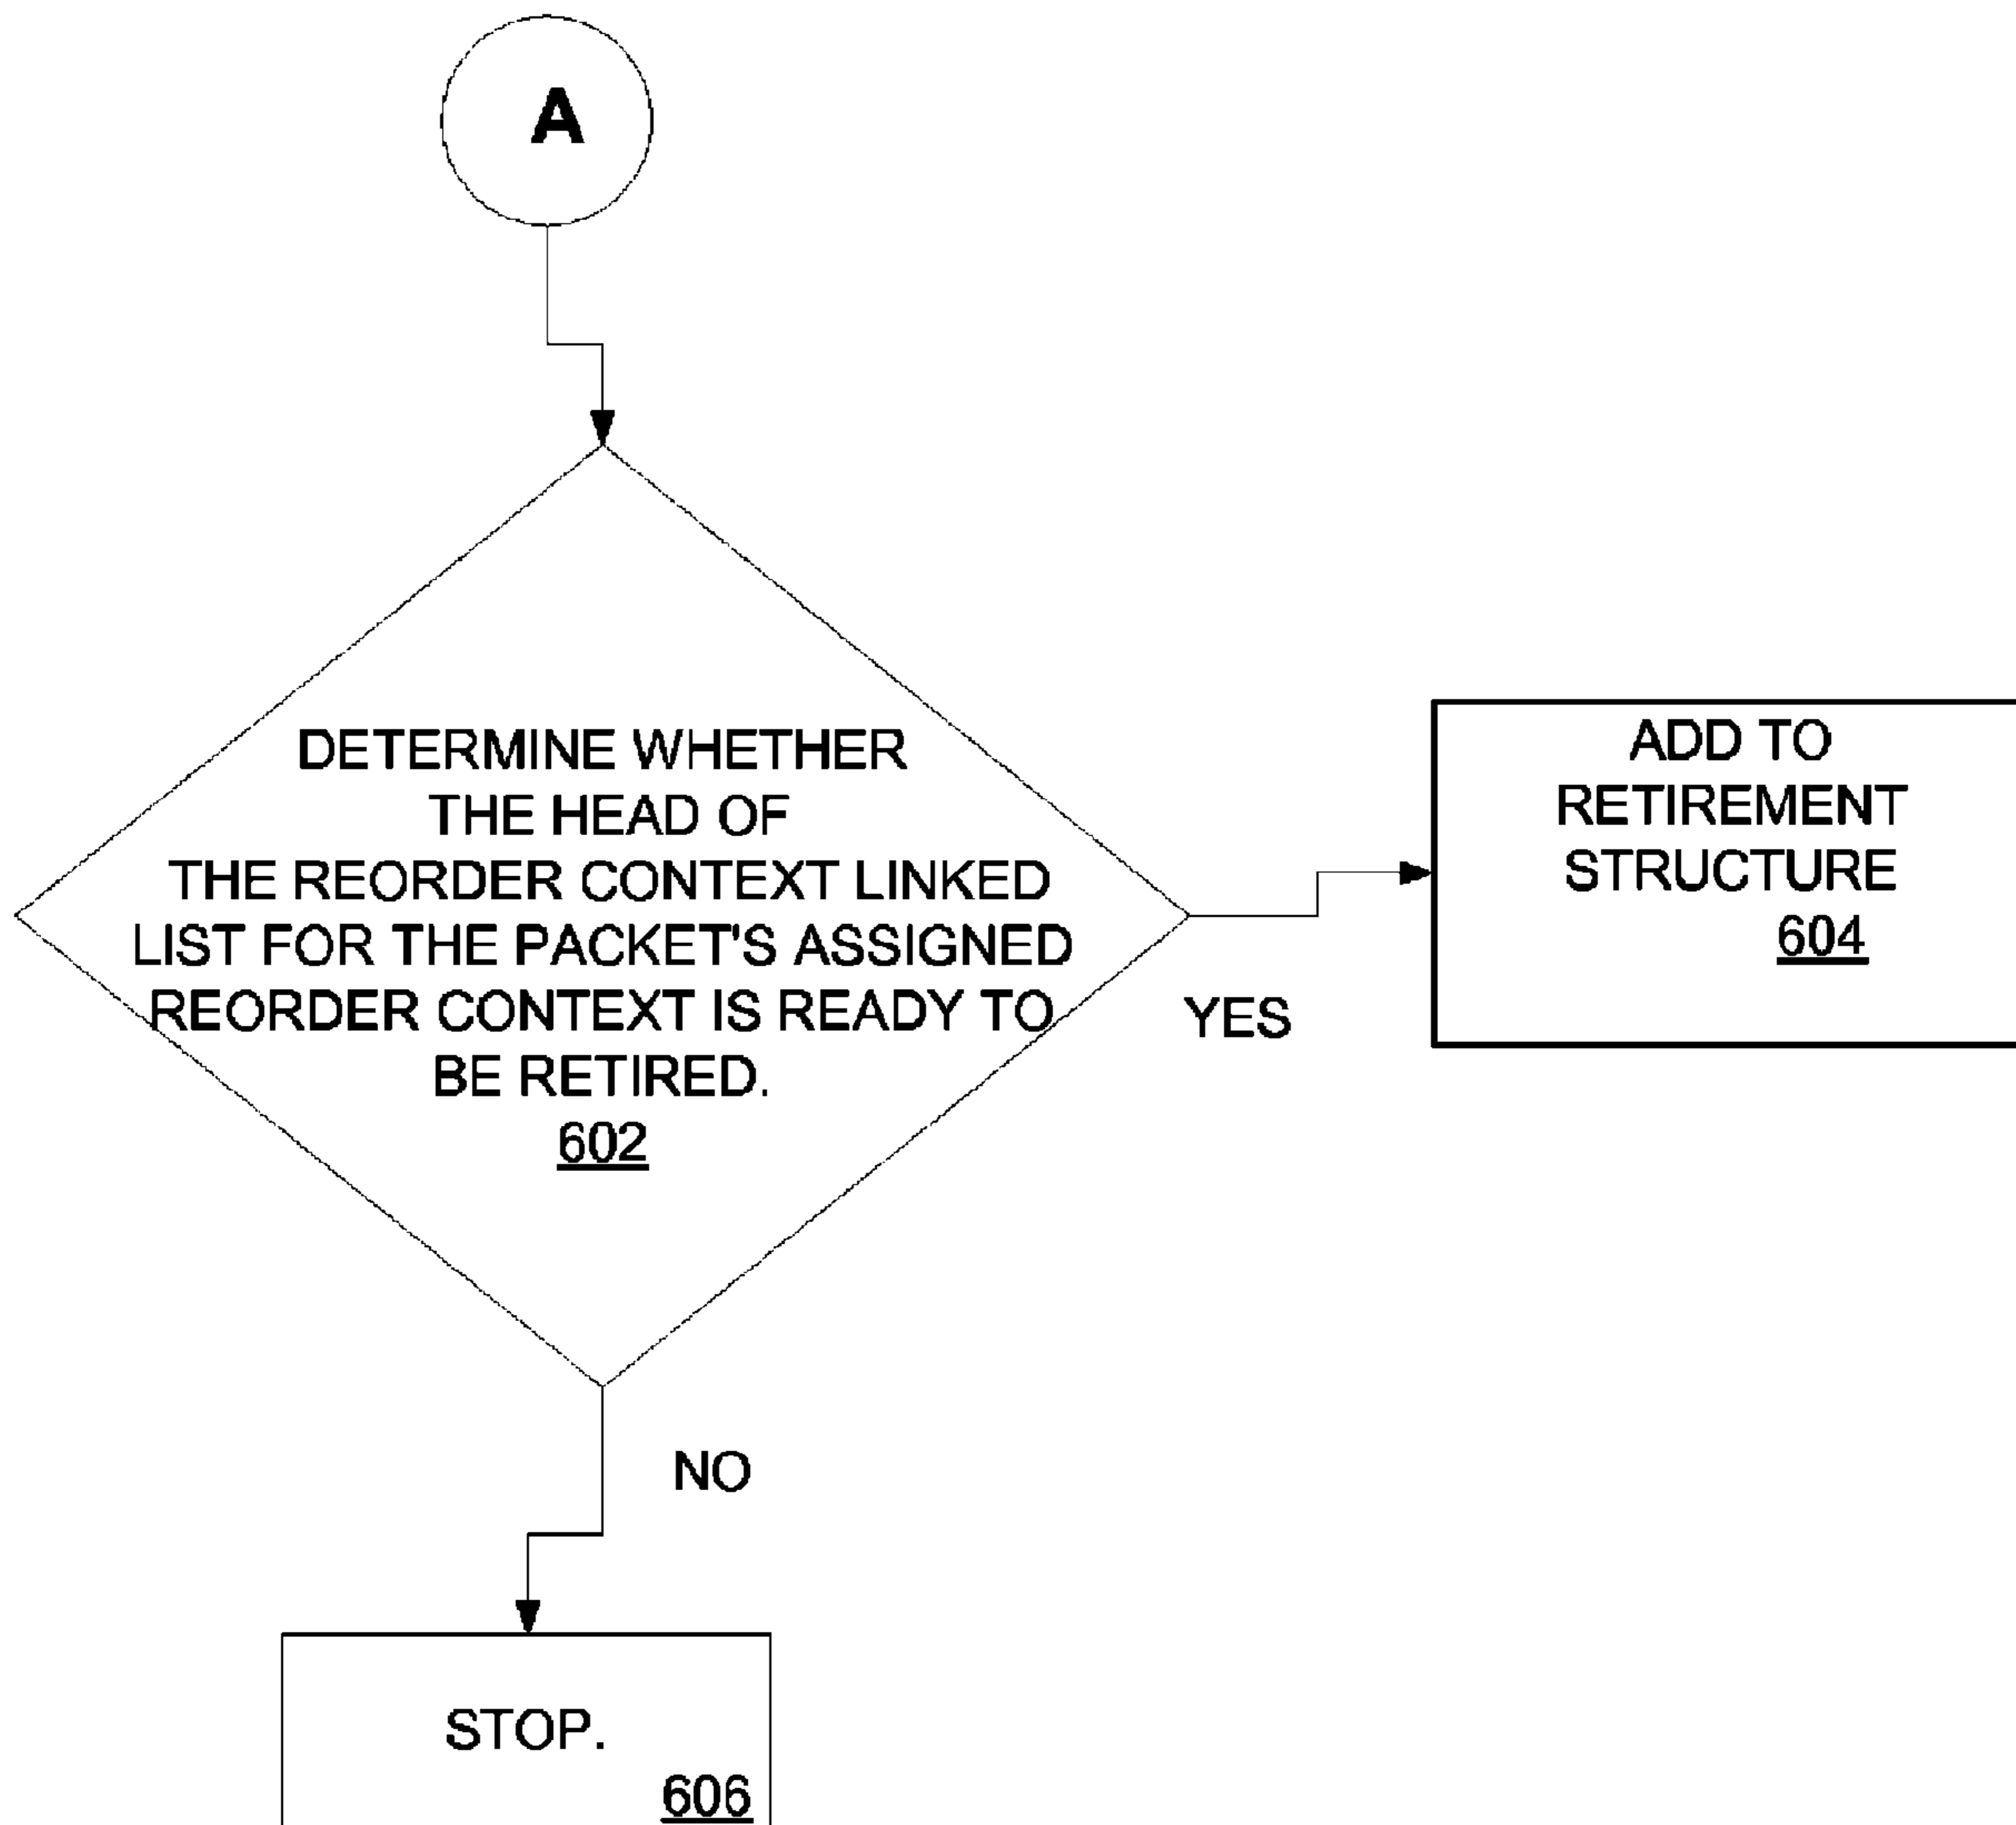 A
DETERMINE WHETHER
THE HEAD OF
THE REORDER CONTEXT LINKED
LIST FOR THE PACKET'S ASSIGNED
REORDER CONTEXT IS READY TO
BE RETIRED.
602
YES
ADD TO
RETIREMENT
STRUCTURE
604
NO
STOP.
606